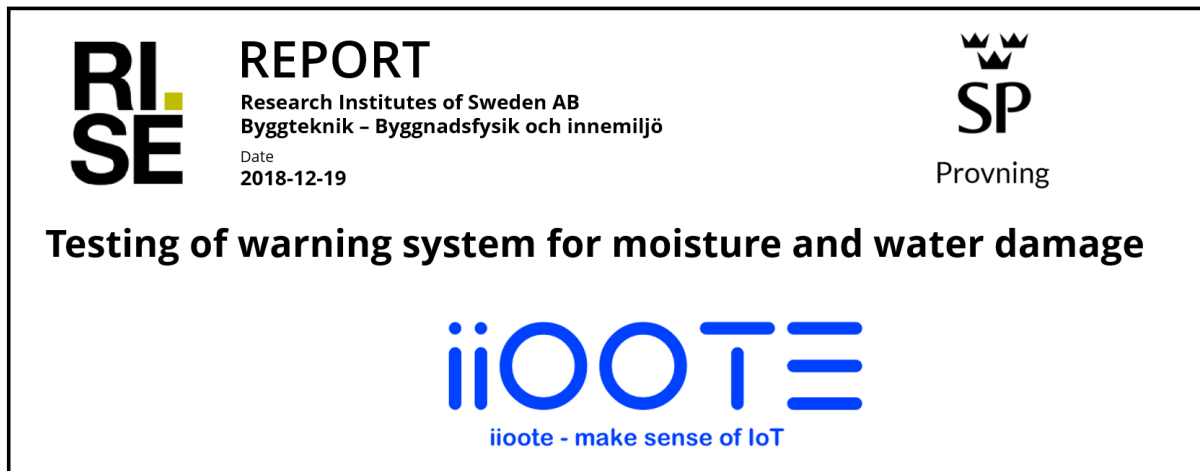 RI.
SE
REPORT
Research Institutes of Sweden AB
Byggteknik – Byggnadsfysik och innemiljö
Date
2018-12-19
SP
Provning
Testing of warning system for moisture and water damage
iiOOTE
iioote - make sense of IoT